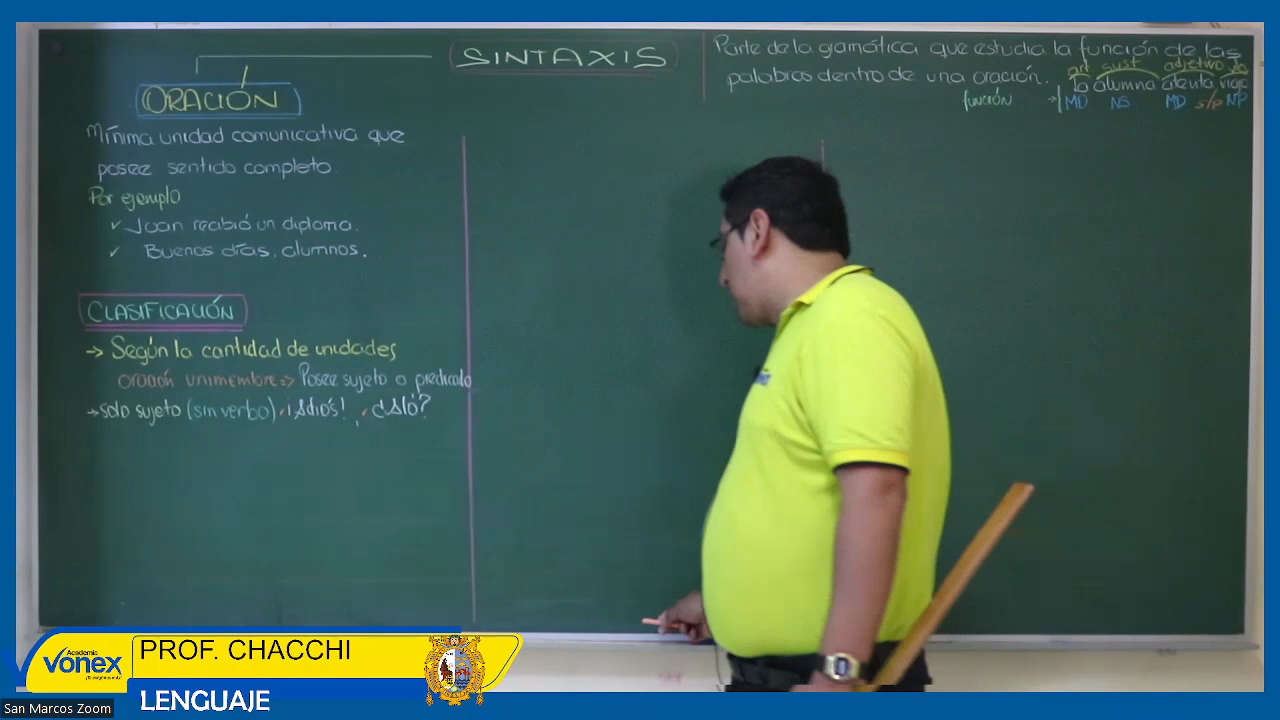 SINTAXIS
Parte de la gramática que estudia la función de las
palabras dentro de una oración.
art sust adjetivo
la alumna atenta viajó
función → MD NS MD s/p NP
ORACIÓN
Mínima unidad comunicativa que
posee sentido completo.
Por ejemplo
✓ Juan recibió un diploma.
✓ Buenos días, alumnos.
CLASIFICACIÓN
→ Según la cantidad de unidades
oración unimembre => Posee sujeto o predicado
→ solo sujeto (sin verbo) • ¡Adiós! , • ¿Aló?
Academia
Vonex
PROF. CHACCHI
LENGUAJE
San Marcos Zoom